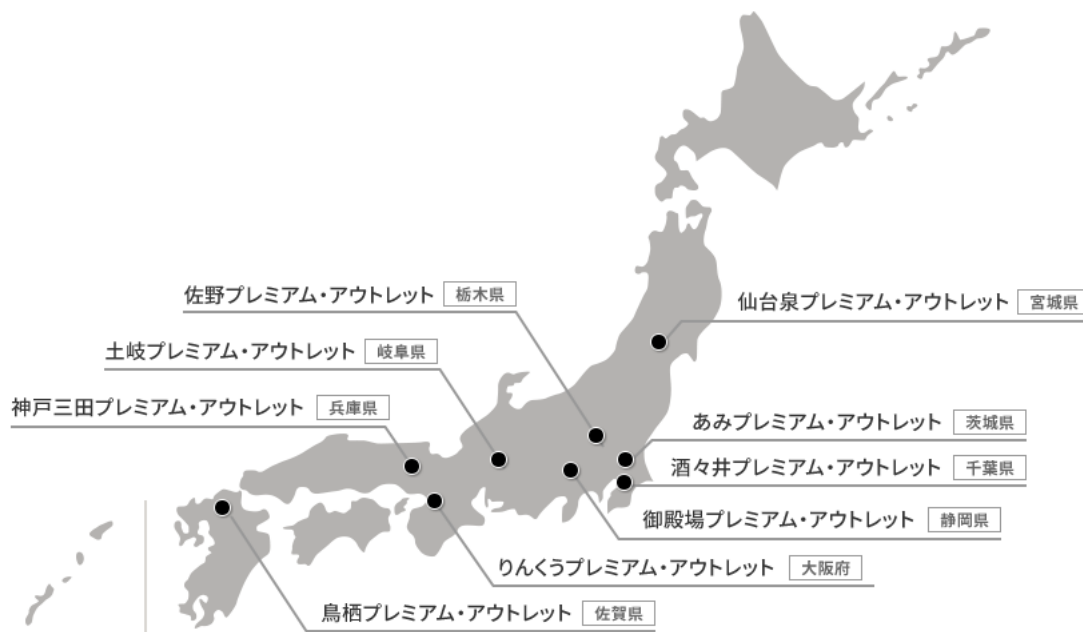 佐野プレミアム・アウトレット 栃木県
仙台泉プレミアム・アウトレット 宮城県
土岐プレミアム・アウトレット 岐阜県
神戸三田プレミアム・アウトレット 兵庫県
あみプレミアム・アウトレット 茨城県
酒々井プレミアム・アウトレット 千葉県
御殿場プレミアム・アウトレット 静岡県
りんくうプレミアム・アウトレット 大阪府
鳥栖プレミアム・アウトレット 佐賀県